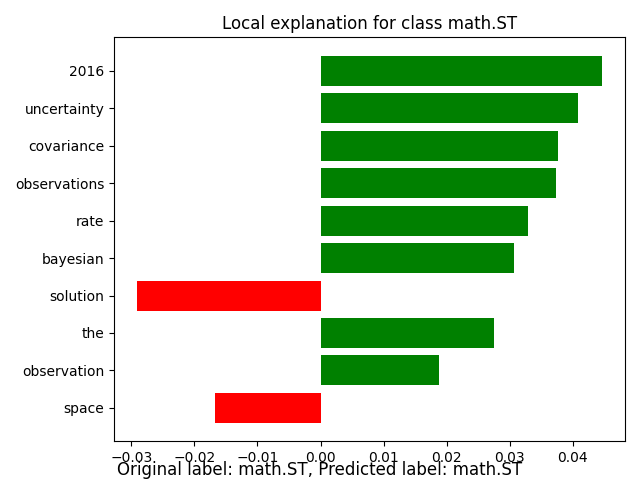 Local explanation for class math.ST
2016
uncertainty
covariance
observations
rate
bayesian
solution
the
observation
space
−0.03 −0.02 −0.01 0.00 0.01 0.02 0.03 0.04
Original label: math.ST, Predicted label: math.ST